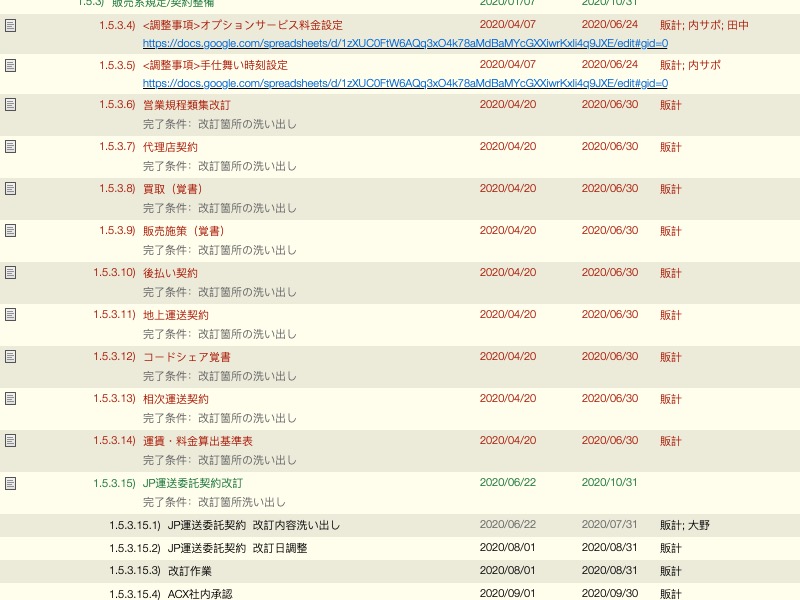 1.5.3) 販売系規定/契約整備 2020/01/07 2020/10/31
1.5.3.4) <調整事項>オプションサービス料金設定 2020/04/07 2020/06/24 販計; 内サポ; 田中
https://docs.google.com/spreadsheets/d/1zXUC0FtW6AQq3xO4k78aMdBaMYcGXXiwrKxli4q9JXE/edit#gid=0
1.5.3.5) <調整事項>手仕舞い時刻設定 2020/04/07 2020/06/24 販計; 内サポ
https://docs.google.com/spreadsheets/d/1zXUC0FtW6AQq3xO4k78aMdBaMYcGXXiwrKxli4q9JXE/edit#gid=0
1.5.3.6) 営業規程類集改訂 2020/04/20 2020/06/30 販計
完了条件: 改訂箇所の洗い出し
1.5.3.7) 代理店契約 2020/04/20 2020/06/30 販計
完了条件: 改訂箇所の洗い出し
1.5.3.8) 買取（覚書） 2020/04/20 2020/06/30 販計
完了条件: 改訂箇所の洗い出し
1.5.3.9) 販売施策（覚書） 2020/04/20 2020/06/30 販計
完了条件: 改訂箇所の洗い出し
1.5.3.10) 後払い契約 2020/04/20 2020/06/30 販計
完了条件: 改訂箇所の洗い出し
1.5.3.11) 地上運送契約 2020/04/20 2020/06/30 販計
完了条件: 改訂箇所の洗い出し
1.5.3.12) コードシェア覚書 2020/04/20 2020/06/30 販計
完了条件: 改訂箇所の洗い出し
1.5.3.13) 相次運送契約 2020/04/20 2020/06/30 販計
完了条件: 改訂箇所の洗い出し
1.5.3.14) 運賃・料金算出基準表 2020/04/20 2020/06/30 販計
完了条件: 改訂箇所の洗い出し
1.5.3.15) JP運送委託契約改訂 2020/06/22 2020/10/31
完了条件: 改訂箇所洗い出し
1.5.3.15.1) JP運送委託契約 改訂内容洗い出し 2020/06/22 2020/07/31 販計; 大野
1.5.3.15.2) JP運送委託契約 改訂日調整 2020/08/01 2020/08/31 販計
1.5.3.15.3) 改訂作業 2020/08/01 2020/08/31 販計
1.5.3.15.4) ACX社内承認 2020/09/01 2020/09/30 販計